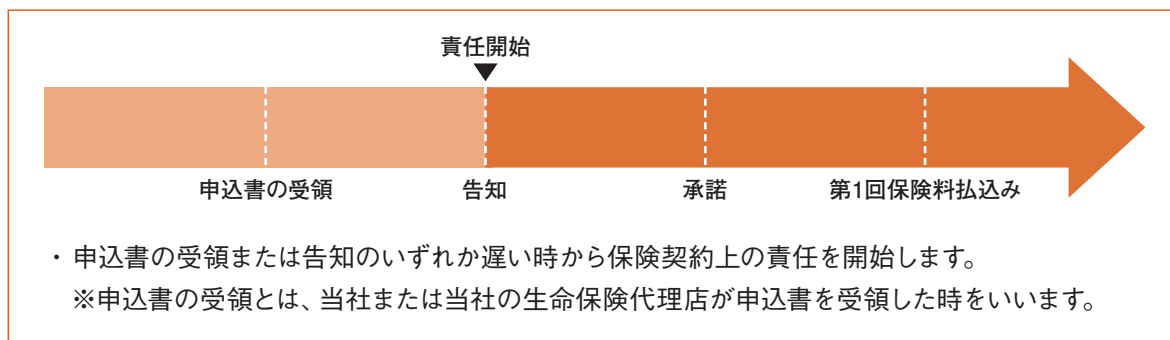 責任開始
申込書の受領
告知
承諾
第1回保険料払込み
・申込書の受領または告知のいずれか遅い時から保険契約上の責任を開始します。
※申込書の受領とは、当社または当社の生命保険代理店が申込書を受領した時をいいます。